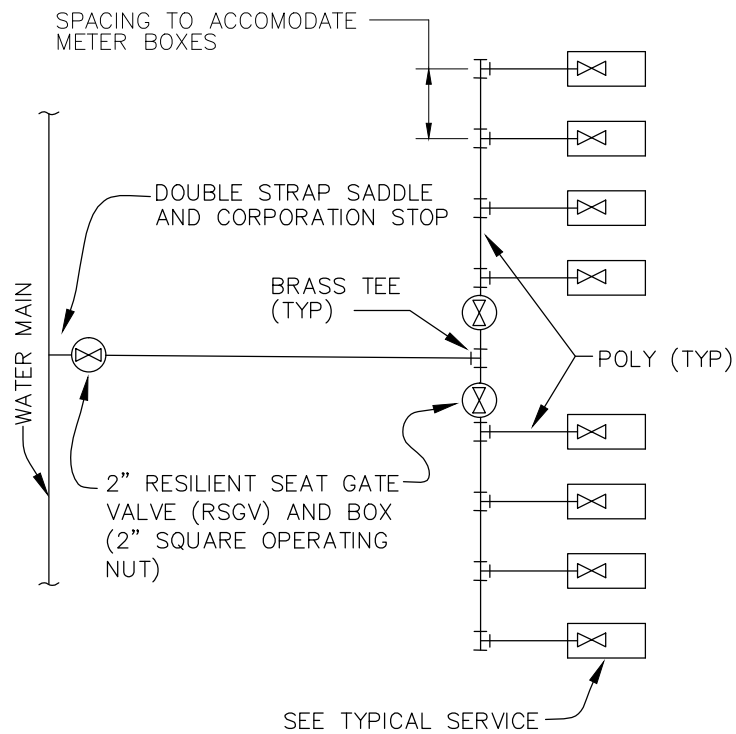 SPACING TO ACCOMODATE
METER BOXES
DOUBLE STRAP SADDLE
AND CORPORATION STOP
BRASS TEE
(TYP)
WATER MAIN
POLY (TYP)
2" RESILIENT SEAT GATE
VALVE (RSGV) AND BOX
(2" SQUARE OPERATING
NUT)
SEE TYPICAL SERVICE